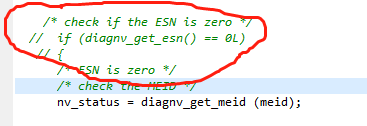 /* check if the ESN is zero */
// if (diagnv_get_esn() == 0L)
// {
/* ESN is zero */
/* check the MEID */
nv_status = diagnv_get_meid (meid);